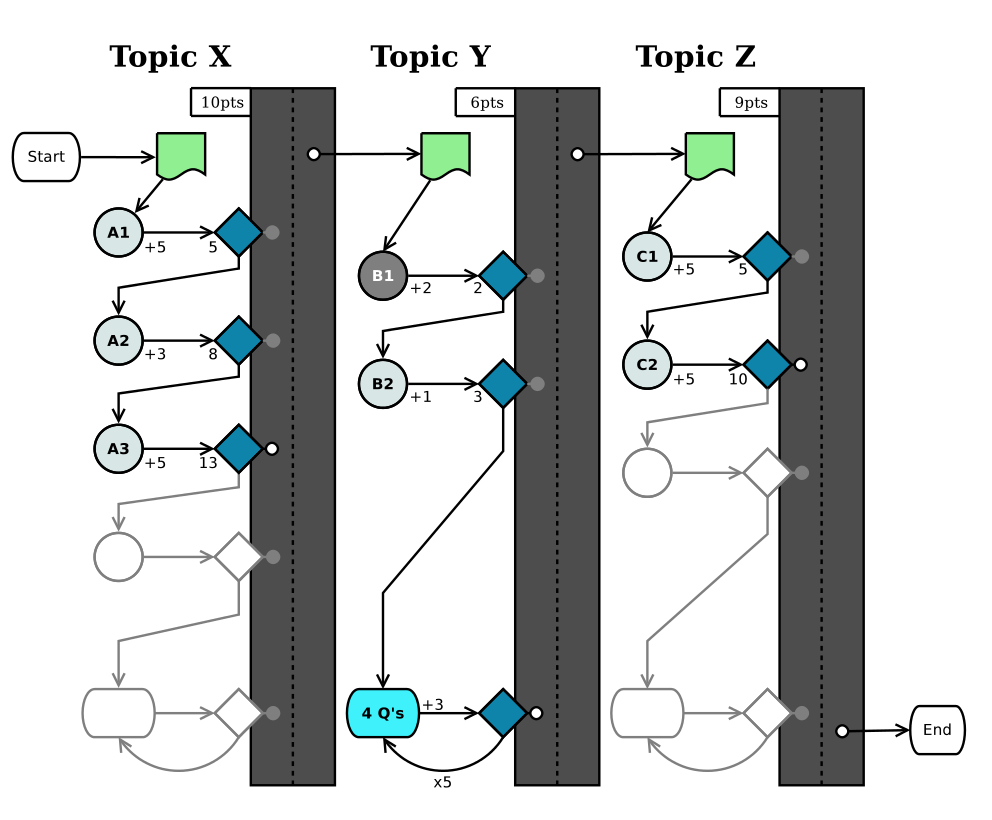 Topic X
Topic Y
Topic Z
10pts
6pts
9pts
Start
A1
+5
5
A2
+3
8
A3
+5
13
B1
+2
2
B2
+1
3
4 Q's
+3
x5
C1
+5
5
C2
+5
10
End